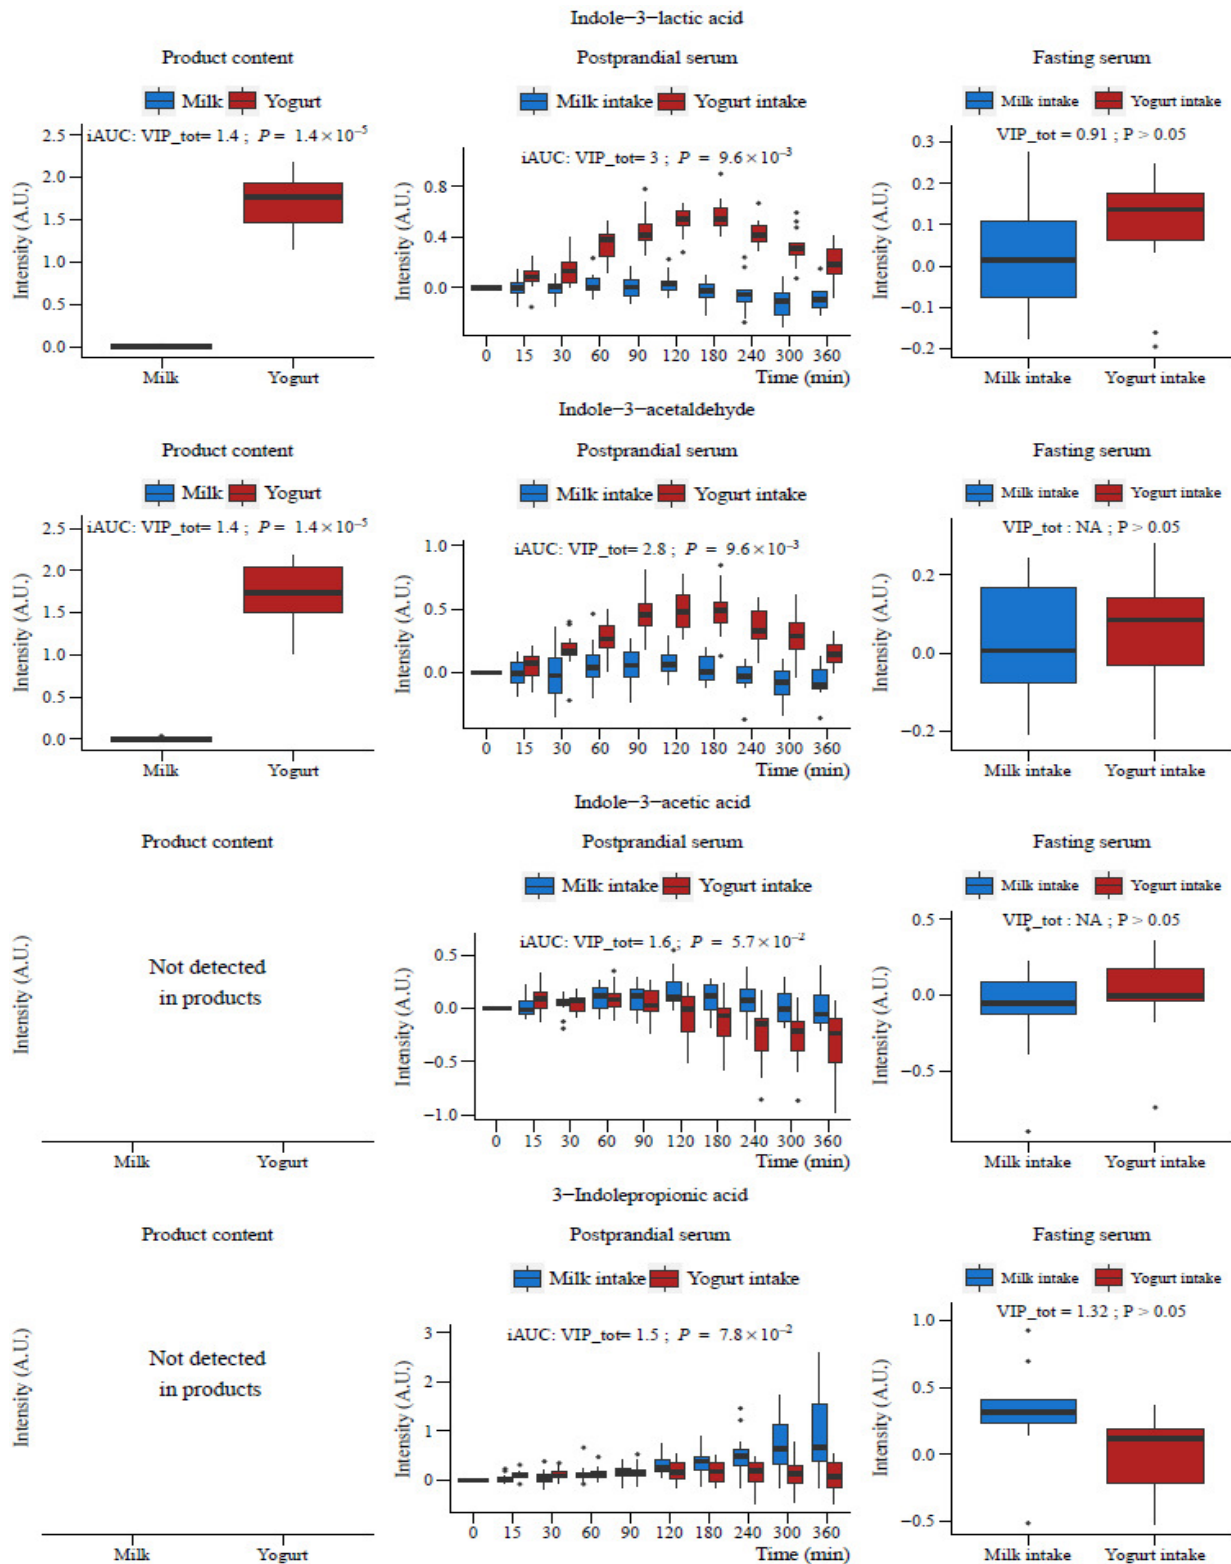 Indole−3−lactic acid
Product content
Milk Yogurt
iAUC: VIP_tot= 1.4 ; P = 1.4×10−5
Intensity (A.U.)
2.5
2.0
1.5
1.0
0.5
0.0
Milk Yogurt
Postprandial serum
Milk intake Yogurt intake
iAUC: VIP_tot= 3 ; P = 9.6×10−3
Intensity (A.U.)
0.8
0.4
0.0
0 15 30 60 90 120 180 240 300 360
Time (min)
Fasting serum
Milk intake Yogurt intake
VIP_tot = 0.91 ; P > 0.05
Intensity (A.U.)
0.3
0.1
0.0
−0.1
−0.2
Milk intake Yogurt intake
Indole−3−acetaldehyde
Product content
Milk Yogurt
iAUC: VIP_tot= 1.4 ; P = 1.4×10−5
Intensity (A.U.)
2.5
2.0
1.5
1.0
0.5
0.0
Milk Yogurt
Postprandial serum
Milk intake Yogurt intake
iAUC: VIP_tot= 2.8 ; P = 9.6×10−3
Intensity (A.U.)
1.0
0.5
0.0
0 15 30 60 90 120 180 240 300 360
Time (min)
Fasting serum
Milk intake Yogurt intake
VIP_tot : NA ; P > 0.05
Intensity (A.U.)
0.2
0.0
−0.2
Milk intake Yogurt intake
Indole−3−acetic acid
Product content
Intensity (A.U.)
Not detected
in products
Milk Yogurt
Postprandial serum
Milk intake Yogurt intake
iAUC: VIP_tot= 1.6 ; P = 5.7×10−2
Intensity (A.U.)
0.5
0.0
−0.5
−1.0
0 15 30 60 90 120 180 240 300 360
Time (min)
Fasting serum
Milk intake Yogurt intake
VIP_tot : NA ; P > 0.05
Intensity (A.U.)
0.5
0.0
−0.5
Milk intake Yogurt intake
3−Indolepropionic acid
Product content
Intensity (A.U.)
Not detected
in products
Milk Yogurt
Postprandial serum
Milk intake Yogurt intake
iAUC: VIP_tot= 1.5 ; P = 7.8×10−2
Intensity (A.U.)
3
2
1
0
0 15 30 60 90 120 180 240 300 360
Time (min)
Fasting serum
Milk intake Yogurt intake
VIP_tot = 1.32 ; P > 0.05
Intensity (A.U.)
1.0
0.5
0.0
−0.5
Milk intake Yogurt intake